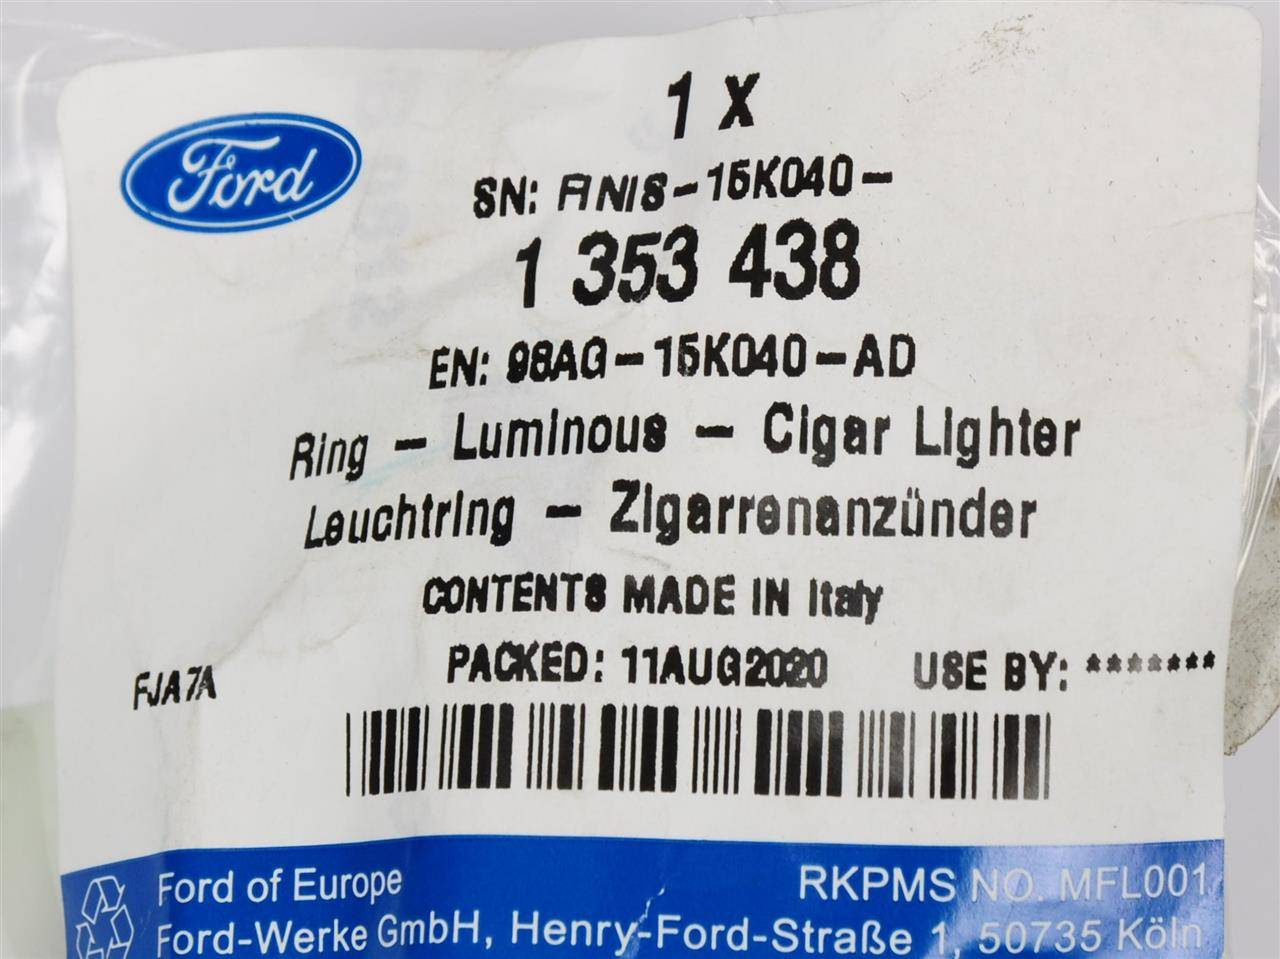 1 X
Ford
SN: FINIS-15K040-
1 353 438
EN: 98AG-15K040-AD
Ring - Luminous - Cigar Lighter
Leuchtring - Zigarrenanzünder
CONTENTS MADE IN Italy
PACKED: 11AUG2020 USE BY: *******
FJA7A
Ford of Europe RKPMS NO. MFL001
Ford-Werke GmbH, Henry-Ford-Straße 1, 50735 Köln